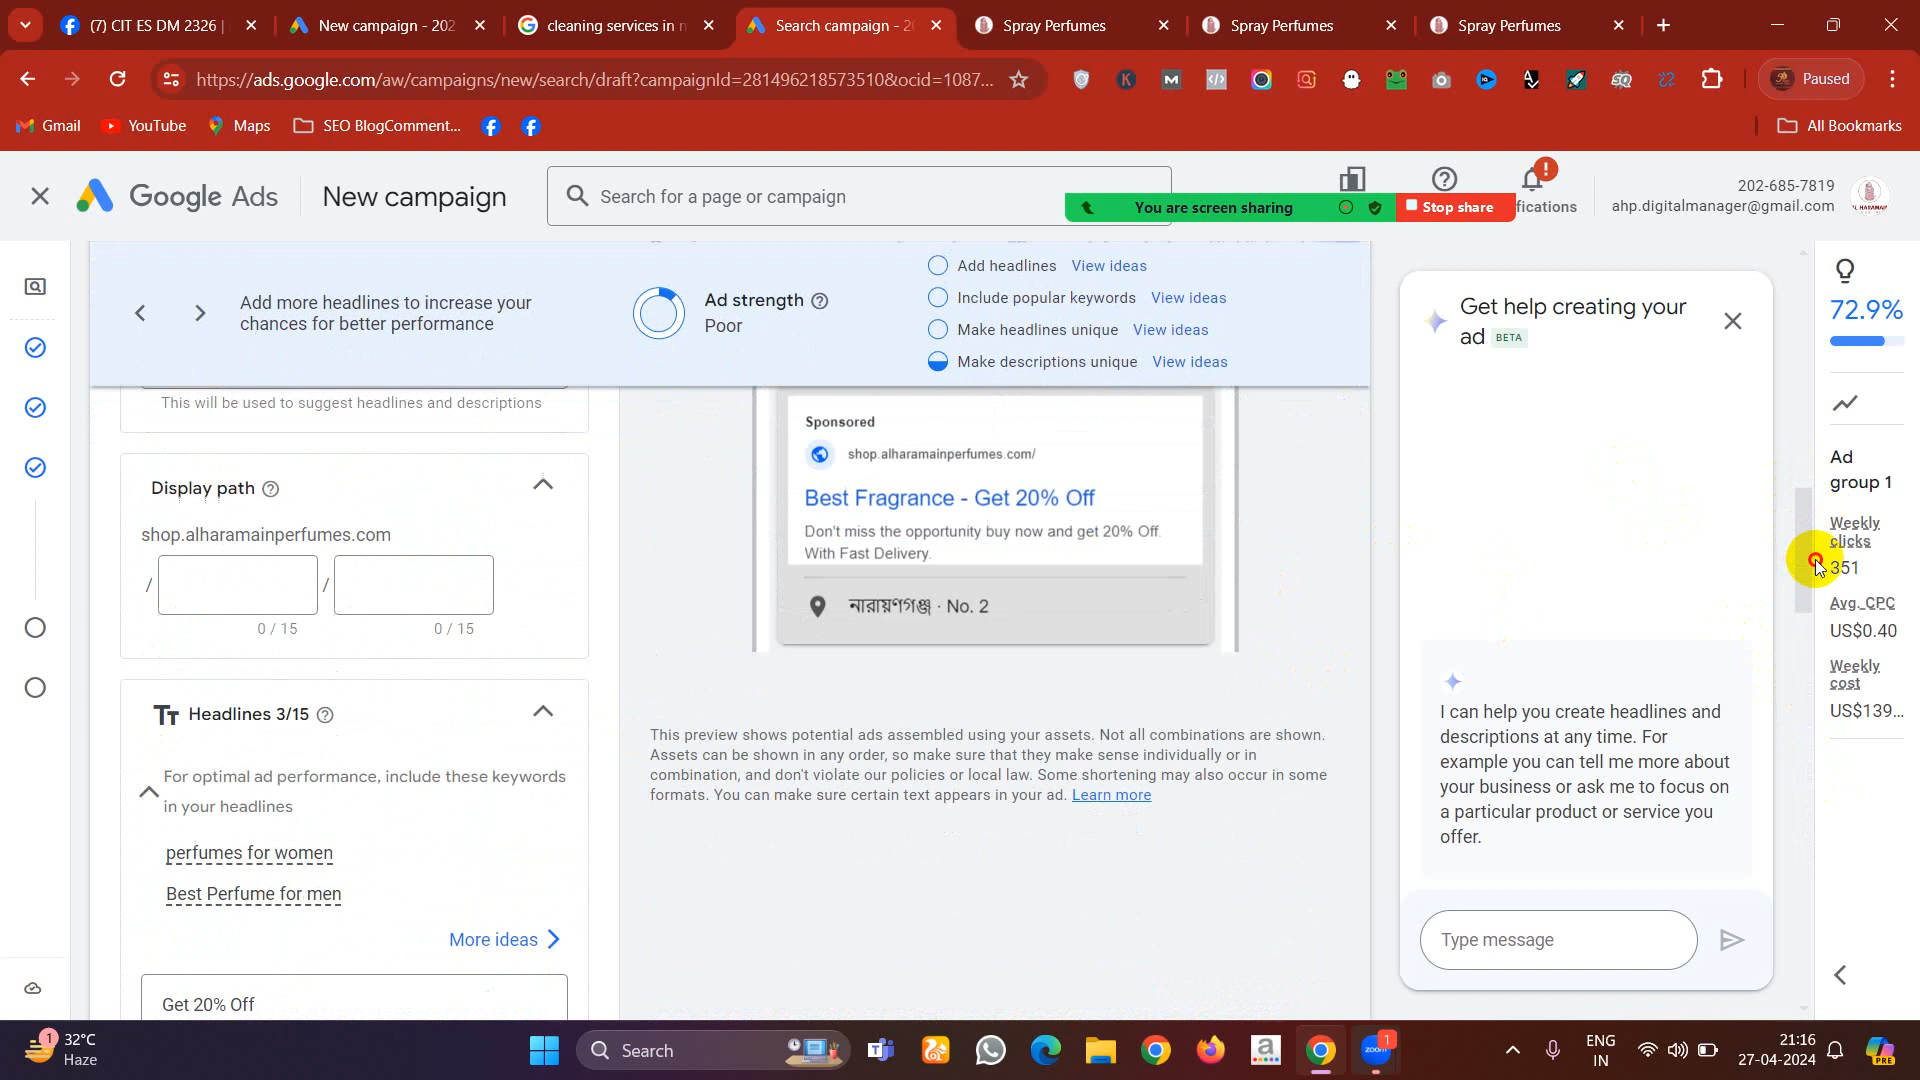 (7) CIT ES DM 2326 |
New campaign - 202
cleaning services in n
Search campaign - 20
Spray Perfumes
Spray Perfumes
Spray Perfumes
https://ads.google.com/aw/campaigns/new/search/draft?campaignId=281496218573510&ocid=1087...
Paused
Gmail
YouTube
Maps
SEO BlogComment...
All Bookmarks
Google Ads
New campaign
Search for a page or campaign
You are screen sharing
Stop share
fications
202-685-7819
ahp.digitalmanager@gmail.com
Add more headlines to increase your
chances for better performance
Ad strength
Poor
Add headlines View ideas
Include popular keywords View ideas
Make headlines unique View ideas
Make descriptions unique View ideas
This will be used to suggest headlines and descriptions
Display path
shop.alharamainperfumes.com
/ /
0 / 15 0 / 15
Headlines 3/15
For optimal ad performance, include these keywords
in your headlines
perfumes for women
Best Perfume for men
More ideas
Get 20% Off
Sponsored
shop.alharamainperfumes.com/
Best Fragrance - Get 20% Off
Don't miss the opportunity buy now and get 20% Off.
With Fast Delivery.
নারায়ণগঞ্জ · No. 2
This preview shows potential ads assembled using your assets. Not all combinations are shown.
Assets can be shown in any order, so make sure that they make sense individually or in
combination, and don't violate our policies or local law. Some shortening may also occur in some
formats. You can make sure certain text appears in your ad. Learn more
Get help creating your
ad BETA
I can help you create headlines and
descriptions at any time. For
example you can tell me more about
your business or ask me to focus on
a particular product or service you
offer.
Type message
72.9%
Ad
group 1
Weekly
clicks
351
Avg. CPC
US$0.40
Weekly
cost
US$139...
1
32°C
Haze
Search
zoom
1
ENG
IN
21:16
27-04-2024
PRE